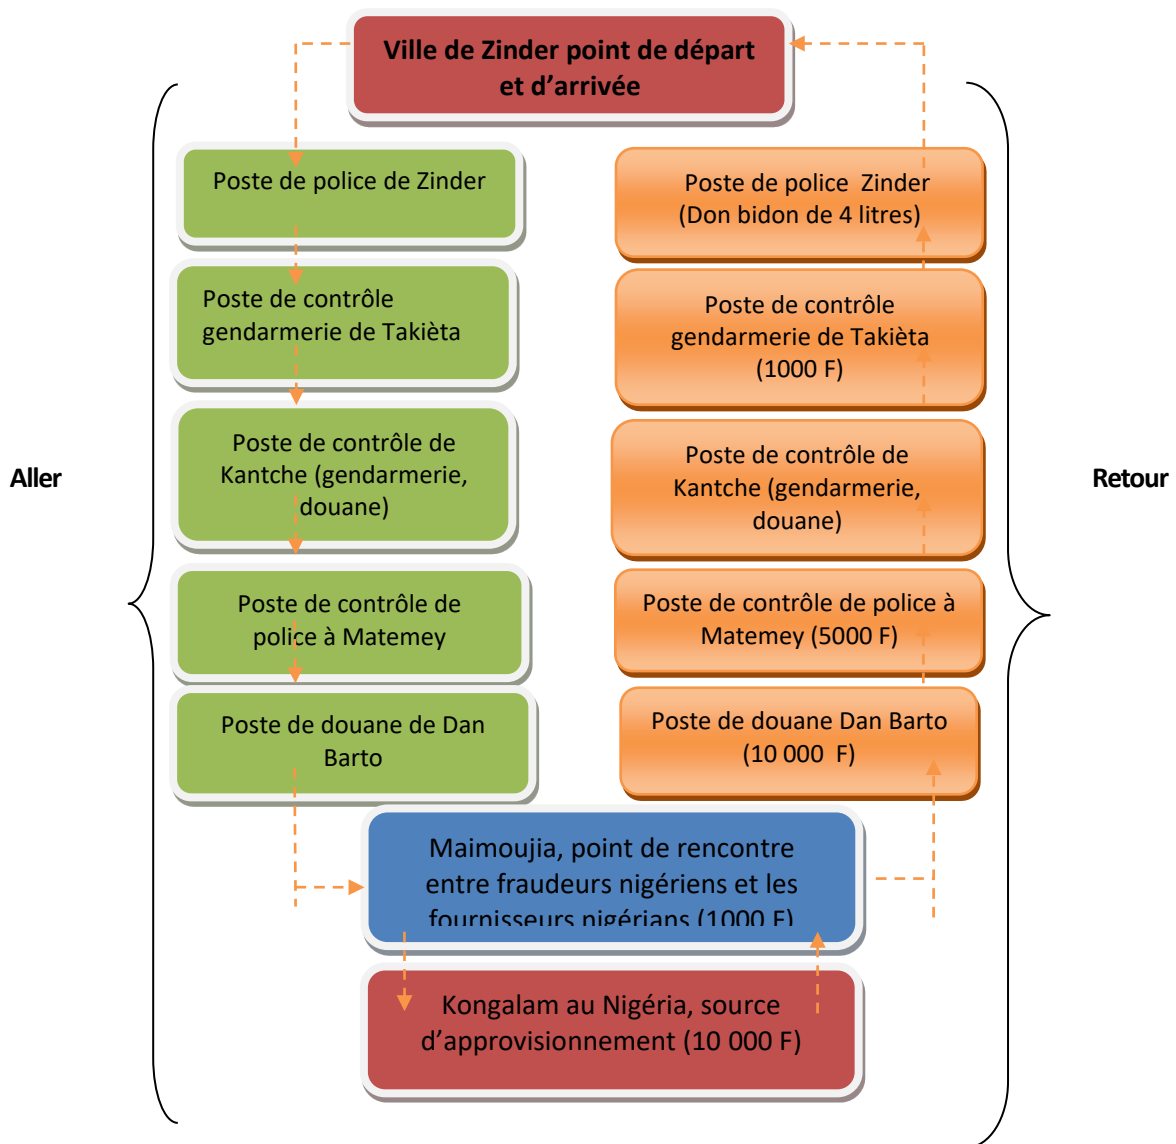 Ville de Zinder point de départ
et d’arrivée
Aller
Poste de police de Zinder
Poste de contrôle
gendarmerie de Takièta
Poste de contrôle de
Kantche (gendarmerie,
douane)
Poste de contrôle de
police à Matemey
Poste de douane de Dan
Barto
Maimoujia, point de rencontre
entre fraudeurs nigériens et les
fournisseurs nigérians (1000 F)
Kongalam au Nigéria, source
d’approvisionnement (10 000 F)
Poste de police Zinder
(Don bidon de 4 litres)
Poste de contrôle
gendarmerie de Takièta
(1000 F)
Poste de contrôle de
Kantche (gendarmerie,
douane)
Poste de contrôle de police à
Matemey (5000 F)
Poste de douane Dan Barto
(10 000 F)
Retour